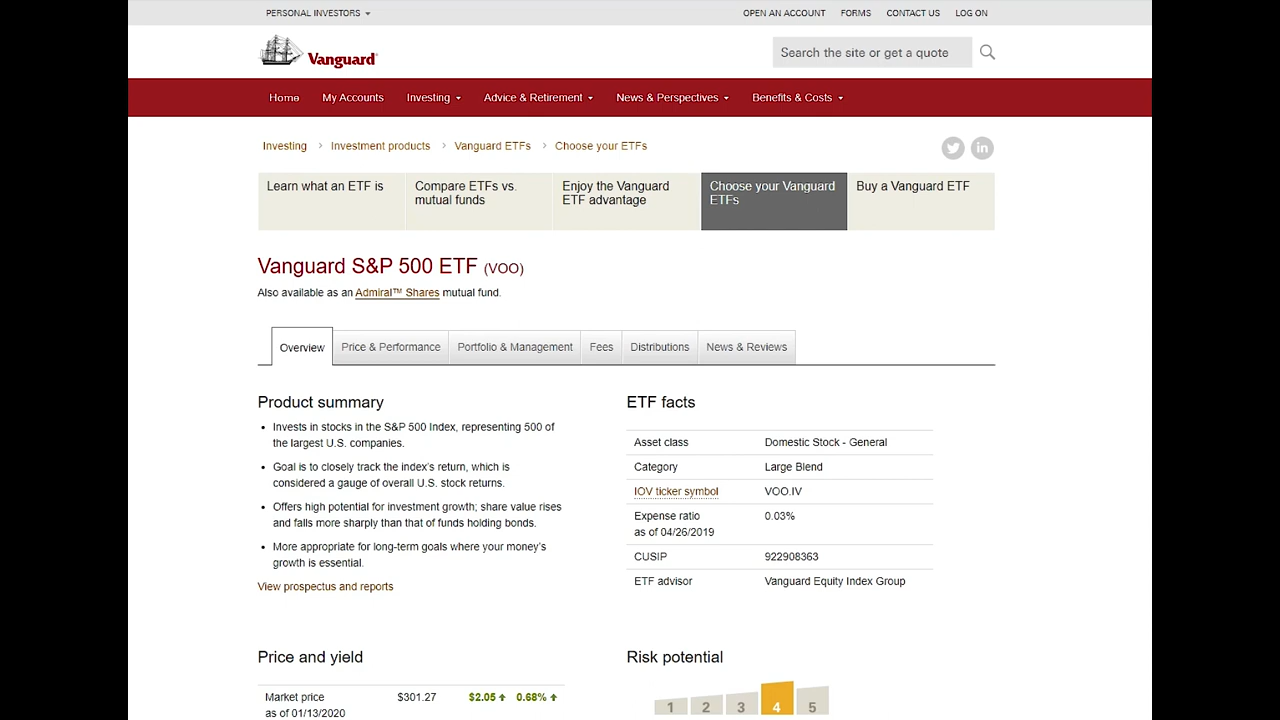 PERSONAL INVESTORS
OPEN AN ACCOUNT FORMS CONTACT US LOG ON
Vanguard®
Search the site or get a quote
Home My Accounts Investing Advice & Retirement News & Perspectives Benefits & Costs
Investing > Investment products > Vanguard ETFs > Choose your ETFs
in
Learn what an ETF is
Compare ETFs vs.
mutual funds
Enjoy the Vanguard
ETF advantage
Choose your Vanguard
ETFs
Buy a Vanguard ETF
Vanguard S&P 500 ETF (VOO)
Also available as an Admiral™ Shares mutual fund.
Overview Price & Performance Portfolio & Management Fees Distributions News & Reviews
Product summary
• Invests in stocks in the S&P 500 Index, representing 500 of
the largest U.S. companies.
• Goal is to closely track the index's return, which is
considered a gauge of overall U.S. stock returns.
• Offers high potential for investment growth; share value rises
and falls more sharply than that of funds holding bonds.
• More appropriate for long-term goals where your money's
growth is essential.
View prospectus and reports
ETF facts
Asset class Domestic Stock - General
Category Large Blend
IOV ticker symbol VOO.IV
Expense ratio 0.03%
as of 04/26/2019
CUSIP 922908363
ETF advisor Vanguard Equity Index Group
Price and yield
Market price $301.27 $2.05 0.68%
as of 01/13/2020
Risk potential
1 2 3 4 5